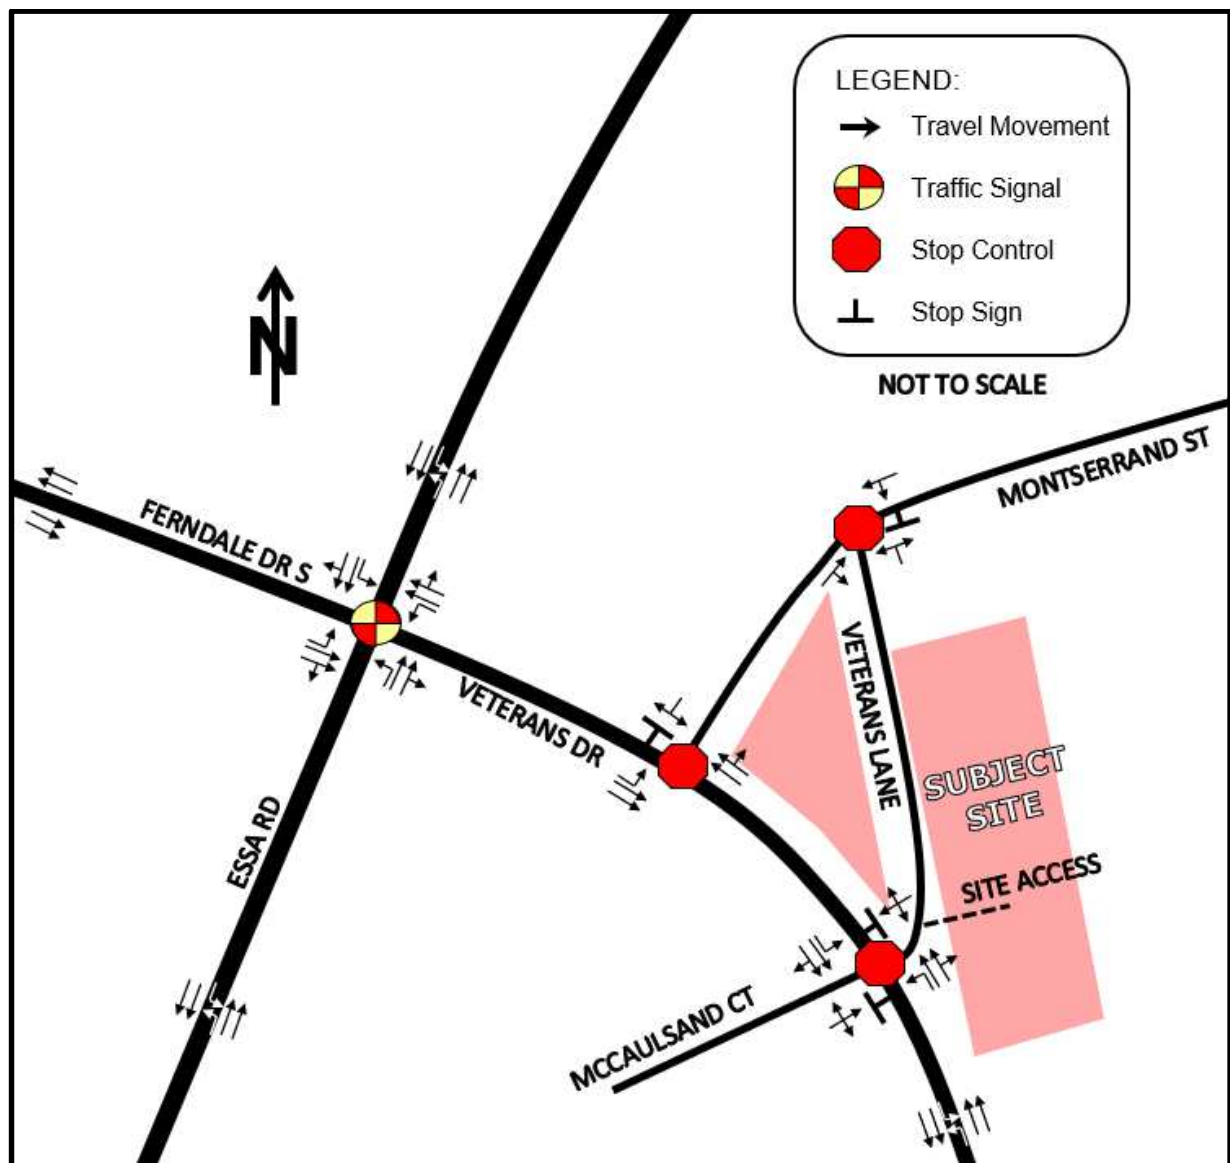 LEGEND:
Travel Movement
Traffic Signal
Stop Control
Stop Sign
NOT TO SCALE
N
MONTSERRAND ST
FERNDALE DR S
VETERANS DR
VETERANS LANE
ESSA RD
SUBJECT
SITE
SITE ACCESS
MCCAULSAND CT